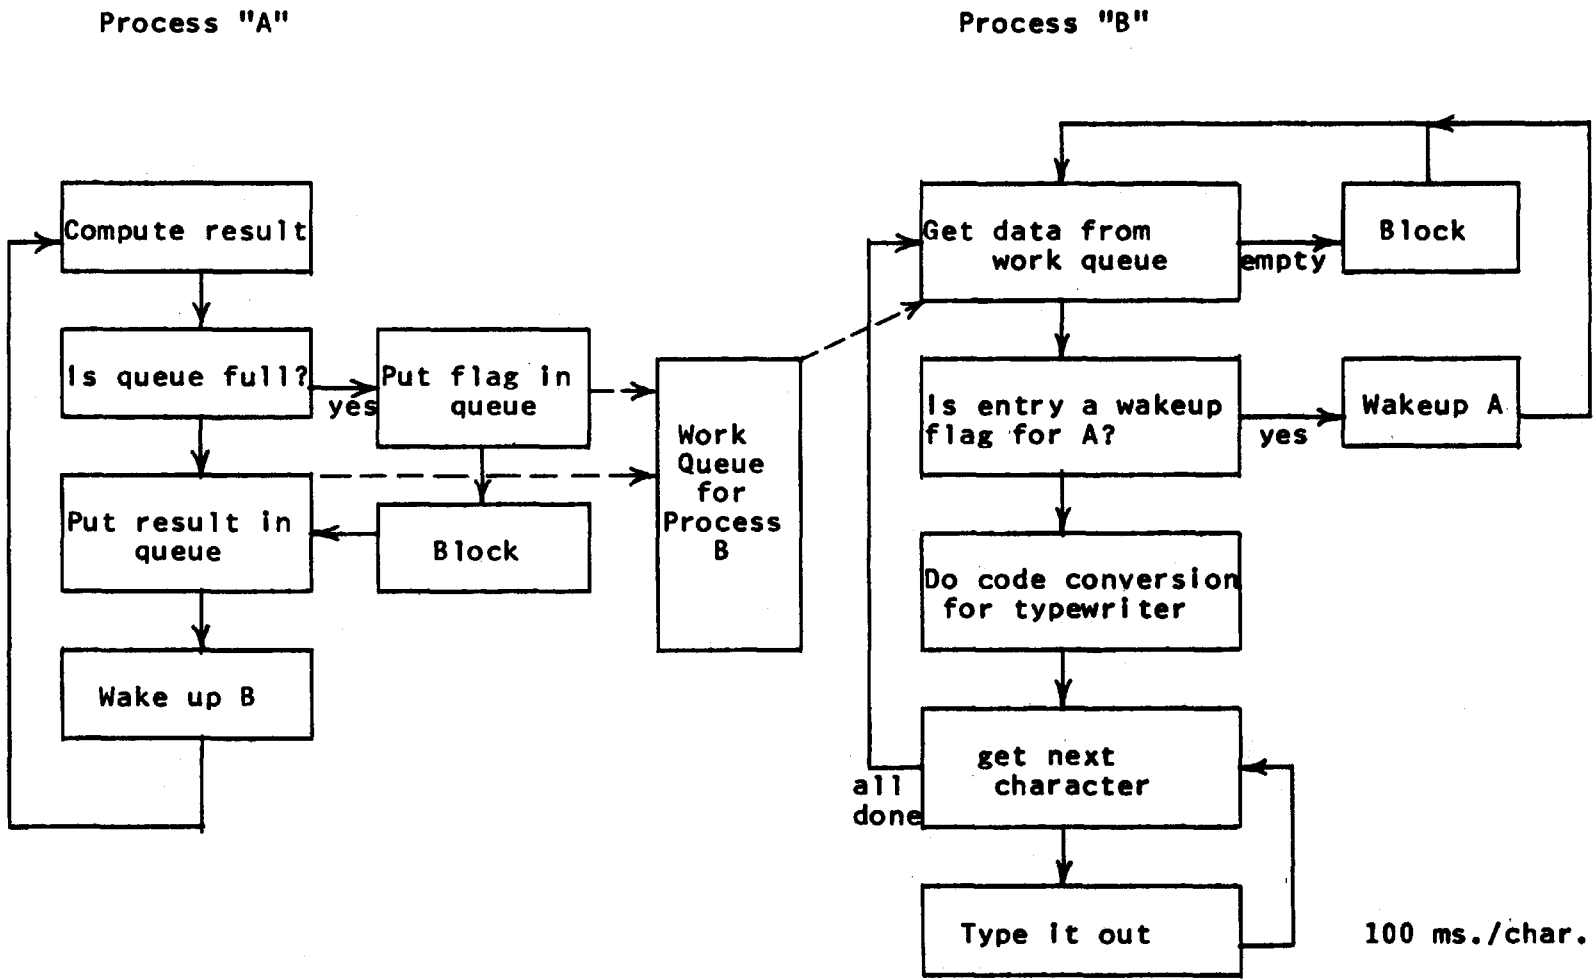 Process "A"
Compute result
Is queue full?
yes
Put flag in
queue
Put result in
queue
Block
Wake up B
Work
Queue
for
Process
B
Process "B"
Get data from
work queue
empty
Block
Is entry a wakeup
flag for A?
yes
Wakeup A
Do code conversion
for typewriter
get next
character
all
done
Type it out
100 ms./char.